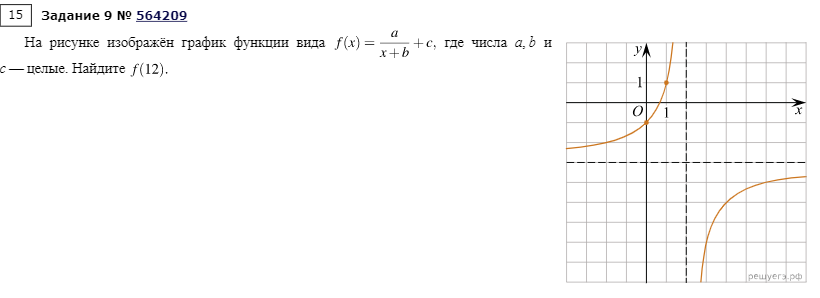 15 Задание 9 № 564209
На рисунке изображён график функции вида f(x) = a/(x+b) + c, где числа a, b и
c — целые. Найдите f(12).
y
1
O 1 x
решуегэ.рф